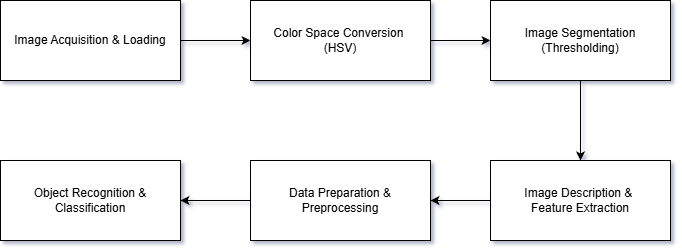 Image Acquisition & Loading
Color Space Conversion
(HSV)
Image Segmentation
(Thresholding)
Object Recognition &
Classification
Data Preparation &
Preprocessing
Image Description &
Feature Extraction